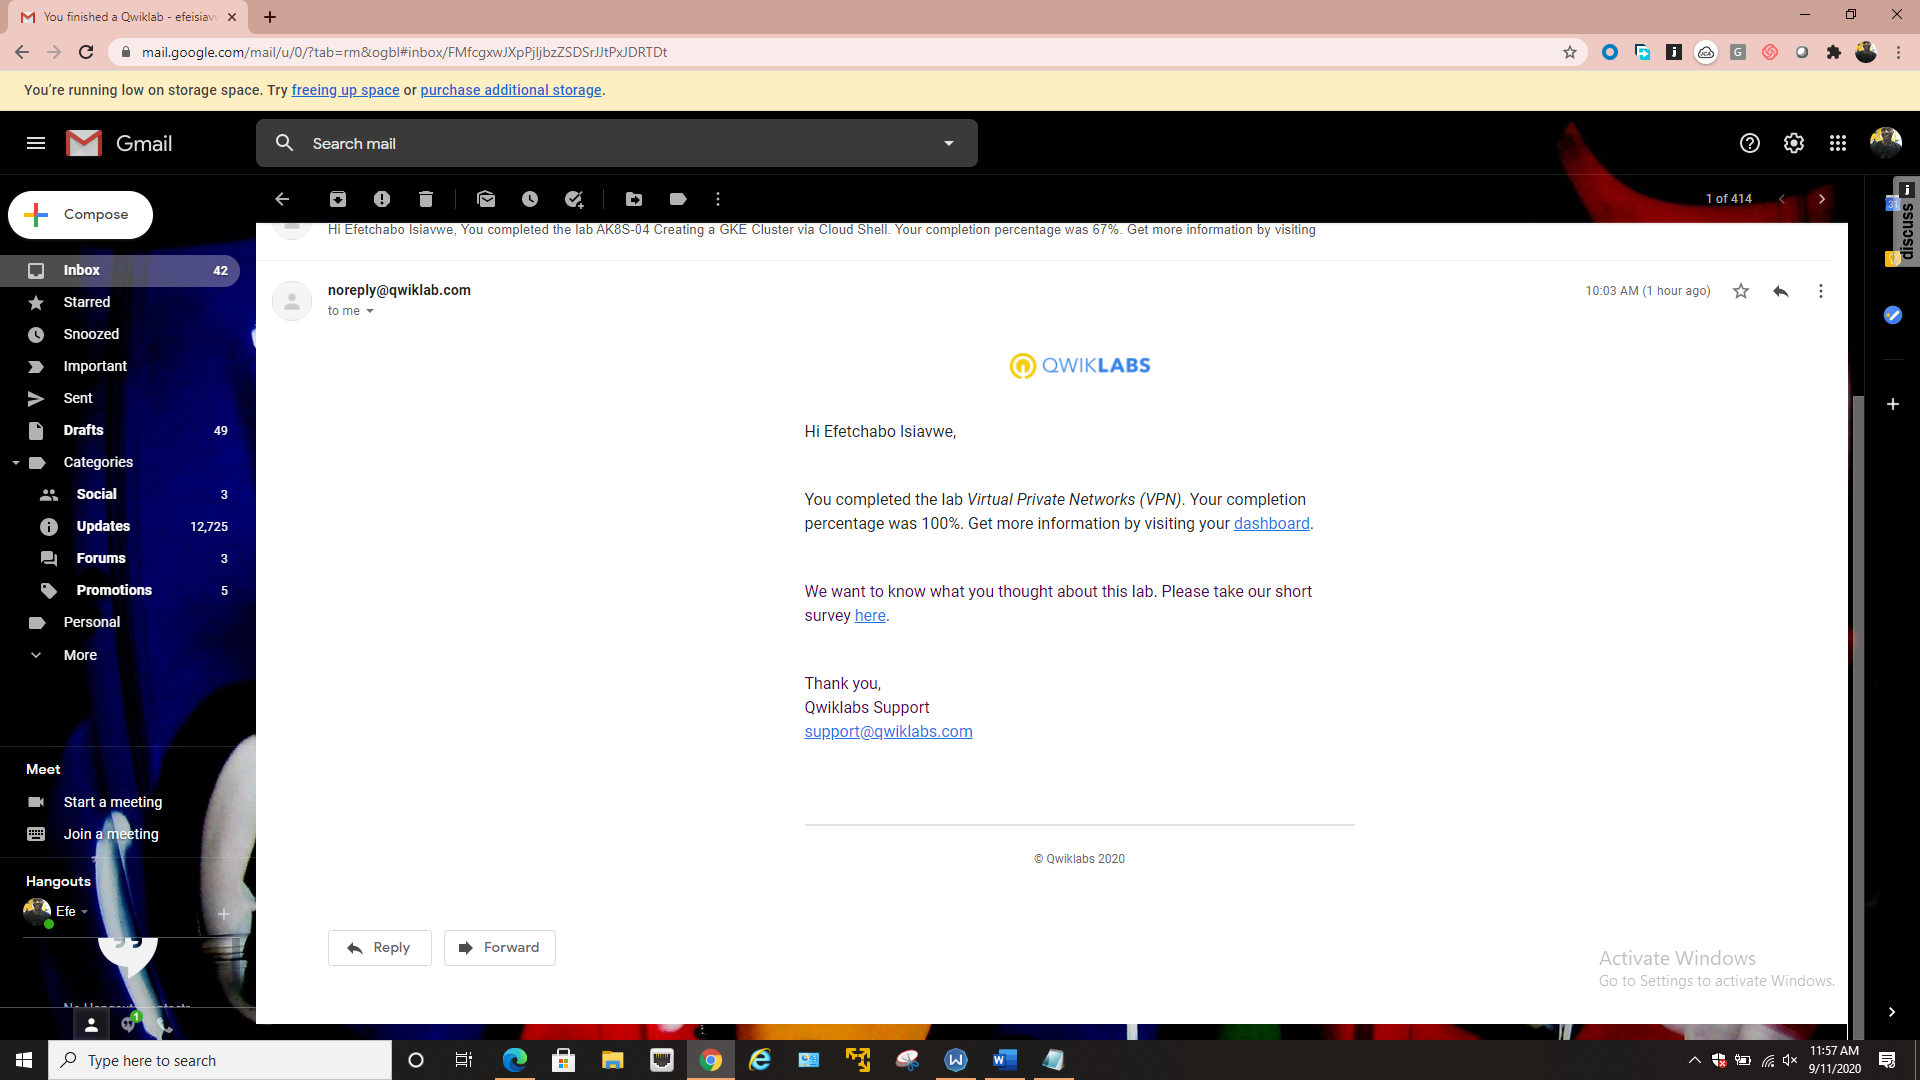 You finished a Qwiklab - efeisiavw
mail.google.com/mail/u/0/?tab=rm&ogbl#inbox/FMfcgxwJXpPjljbzZSDSrJJtPxJDRTDt
You're running low on storage space. Try freeing up space or purchase additional storage.
Gmail
Search mail
Compose
1 of 414
discuss
Hi Efetchabo Isiavwe, You completed the lab AK8S-04 Creating a GKE Cluster via Cloud Shell. Your completion percentage was 67%. Get more information by visiting
Inbox 42
Starred
Snoozed
Important
Sent
Drafts 49
Categories
Social 3
Updates 12,725
Forums 3
Promotions 5
Personal
More
noreply@qwiklab.com
10:03 AM (1 hour ago)
to me
QWIKLABS
Hi Efetchabo Isiavwe,
You completed the lab Virtual Private Networks (VPN). Your completion
percentage was 100%. Get more information by visiting your dashboard.
We want to know what you thought about this lab. Please take our short
survey here.
Thank you,
Qwiklabs Support
support@qwiklabs.com
© Qwiklabs 2020
Reply
Forward
Meet
Start a meeting
Join a meeting
Hangouts
Efe
1
Activate Windows
Go to Settings to activate Windows.
Type here to search
11:57 AM
9/11/2020